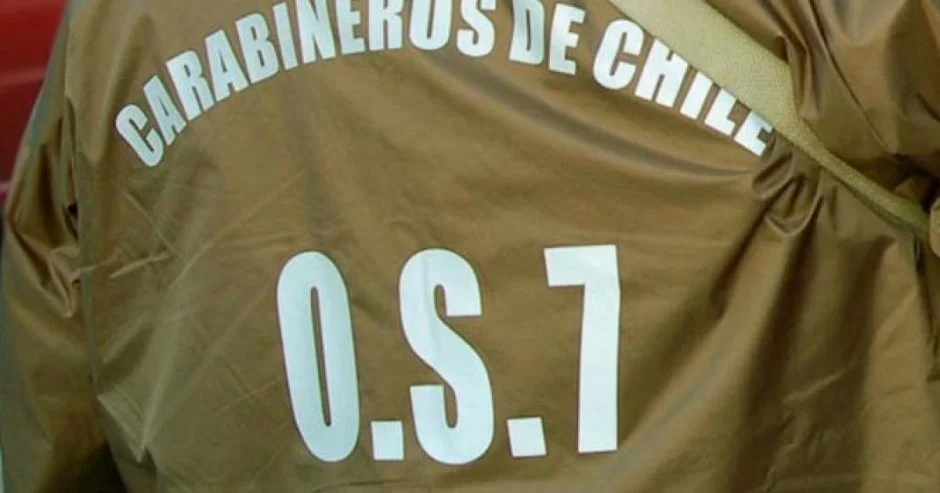 CARABINEROS DE CHILE
O.S.7